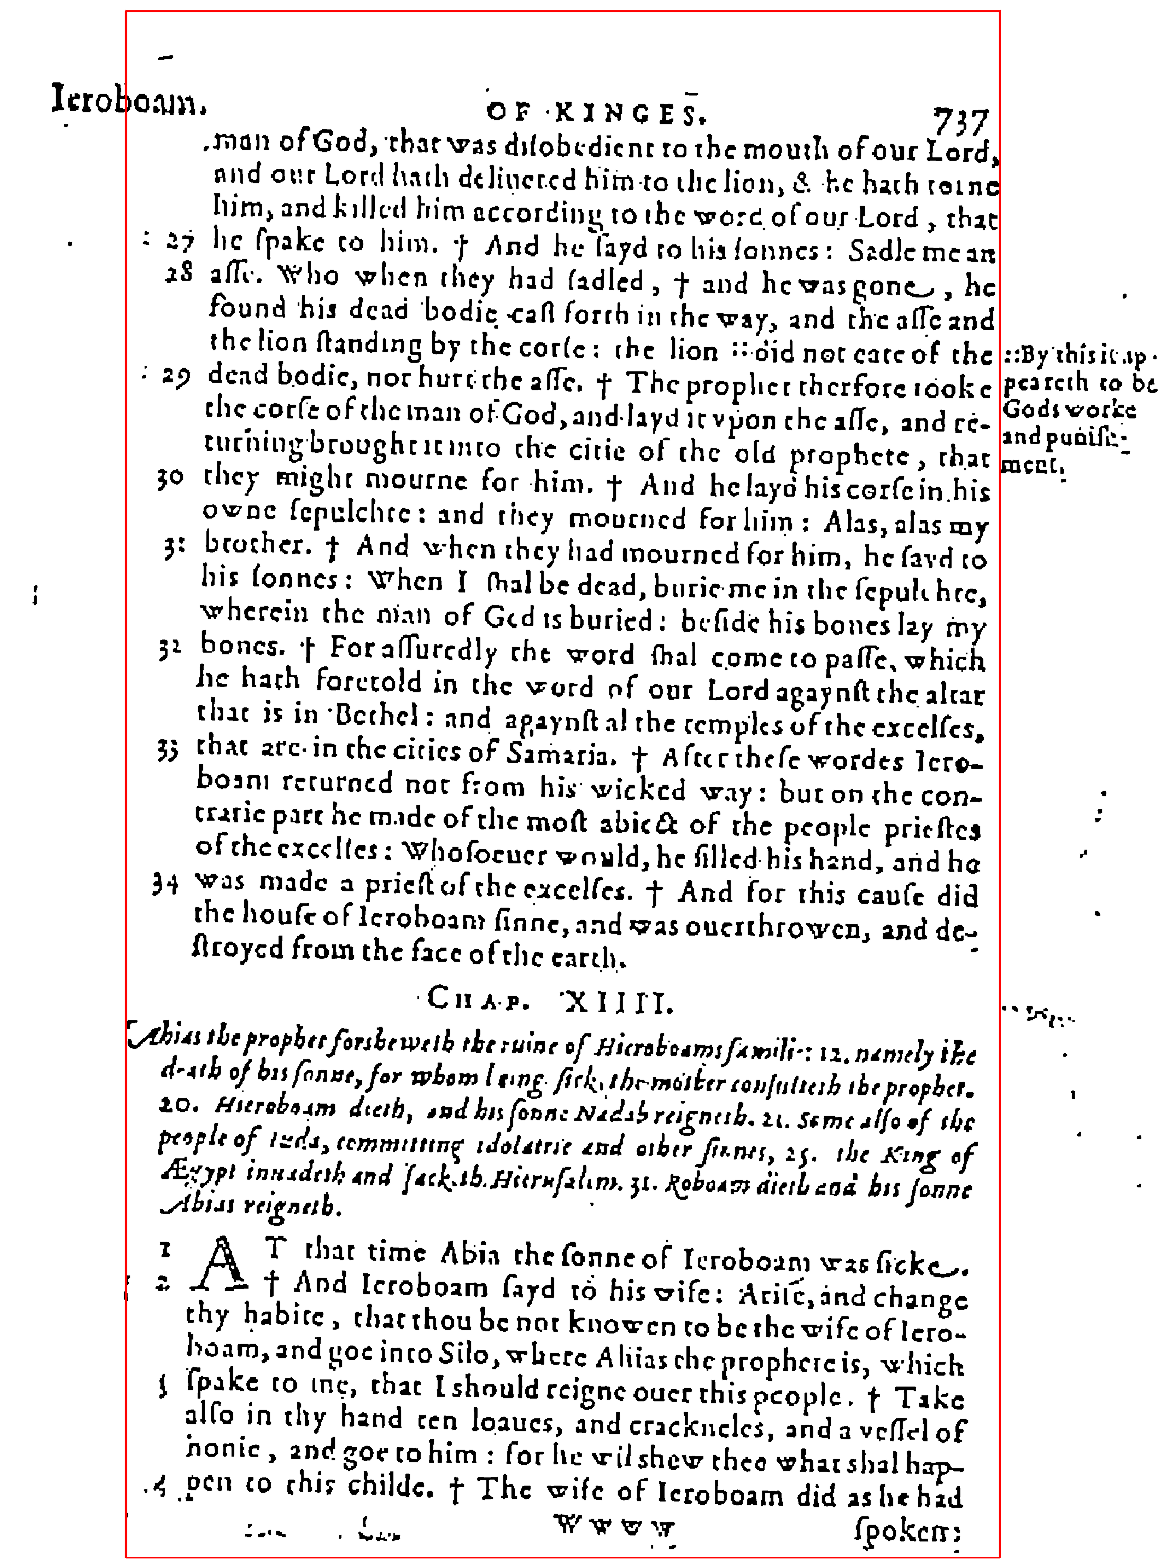 Ieroboam. OF KINGES. 737
man of God, that was disobedient to the mouth of our Lord,
and our Lord hath deliuered him to the lion, & he hath torne
him, and killed him according to the word of our Lord, that
27 he ſpake to him. † And he ſayd to his ſonnes: Sadle me an
28 aſſe. Who when they had ſadled, † and he was gone, he
found his dead bodie caſt forth in the way, and the aſſe and
the lion ſtanding by the corſe: the lion :: did not eate of the
29 dead bodie, nor hurt the aſſe. † The prophet therfore tooke
the corſe of the man of God, and layd it vpon the aſſe, and re-
turning brought it into the citie of the old prophete, that
30 they might mourne for him. † And he layd his corſe in his
owne ſepulchre: and they mourned for him: Alas, alas my
31 brother. † And when they had mourned for him, he ſayd to
his ſonnes: When I ſhal be dead, burie me in the ſepulchre,
wherein the man of God is buried: beſide his bones lay my
32 bones. † For aſſuredly the word ſhal come to paſſe, which
he hath foretold in the word of our Lord agaynſt the altar
that is in Bethel: and agaynſt al the temples of the excelſes,
33 that are in the cities of Samaria. † After theſe wordes Iero-
boam returned not from his wicked way: but on the con-
trarie part he made of the moſt abiect of the people prieſtes
of the excelſes: Whoſoeuer would, he filled his hand, and he
34 was made a prieſt of the excelſes. † And for this cauſe did
the houſe of Ieroboam ſinne, and was ouerthrowen, and de-
ſtroyed from the face of the earth.
::By this it ap-
peareth to be
Gods worke
and puniſh-
ment.
CHAP. XIIII.
Abias the prophet forsheweth the ruine of Hieroboams familie: 12. namely the
death of his ſonne, for whom being ſick, the mother conſulteth the prophet.
20. Hieroboam dieth, and his ſonne Nadab reigneth. 21. Some alſo of the
people of Iuda, committing idolatrie and other ſinnes, 25. the King of
Ægypt inuadeth and ſacketh Hieruſalem. 31. Roboam dieth and his ſonne
Abias reigneth.
1 AT that time Abia the ſonne of Ieroboam was ſicke.
2 † And Ieroboam ſayd to his wife: Ariſe, and change
thy habite, that thou be not knowen to be the wife of Iero-
boam, and goe into Silo, where Ahias the prophete is, which
3 ſpake to me, that I should reigne ouer this people. † Take
alſo in thy hand ten loaues, and cracknels, and a veſſel of
honie, and goe to him: for he wil shew thee what shal hap-
4 pen to this childe. † The wife of Ieroboam did as he had
Wwww ſpoken: